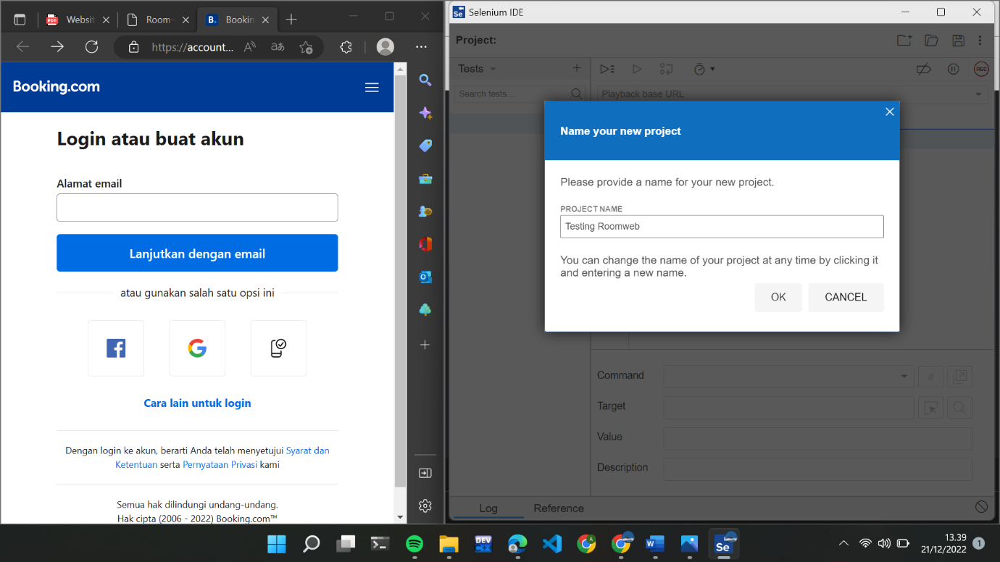 Websit
Room-
Bookin
https://account...
Booking.com
Login atau buat akun
Alamat email
Lanjutkan dengan email
atau gunakan salah satu opsi ini
Cara lain untuk login
Dengan login ke akun, berarti Anda telah menyetujui Syarat dan
Ketentuan serta Pernyataan Privasi kami
Semua hak dilindungi undang-undang.
Hak cipta (2006 - 2022) Booking.com™
Selenium IDE
Project:
Tests
REC
Search tests...
Playback base URL
Name your new project
Please provide a name for your new project.
PROJECT NAME
Testing Roomweb
You can change the name of your project at any time by clicking it
and entering a new name.
OK
CANCEL
Command
//
Target
Value
Description
Log
Reference
13.39
21/12/2022
1